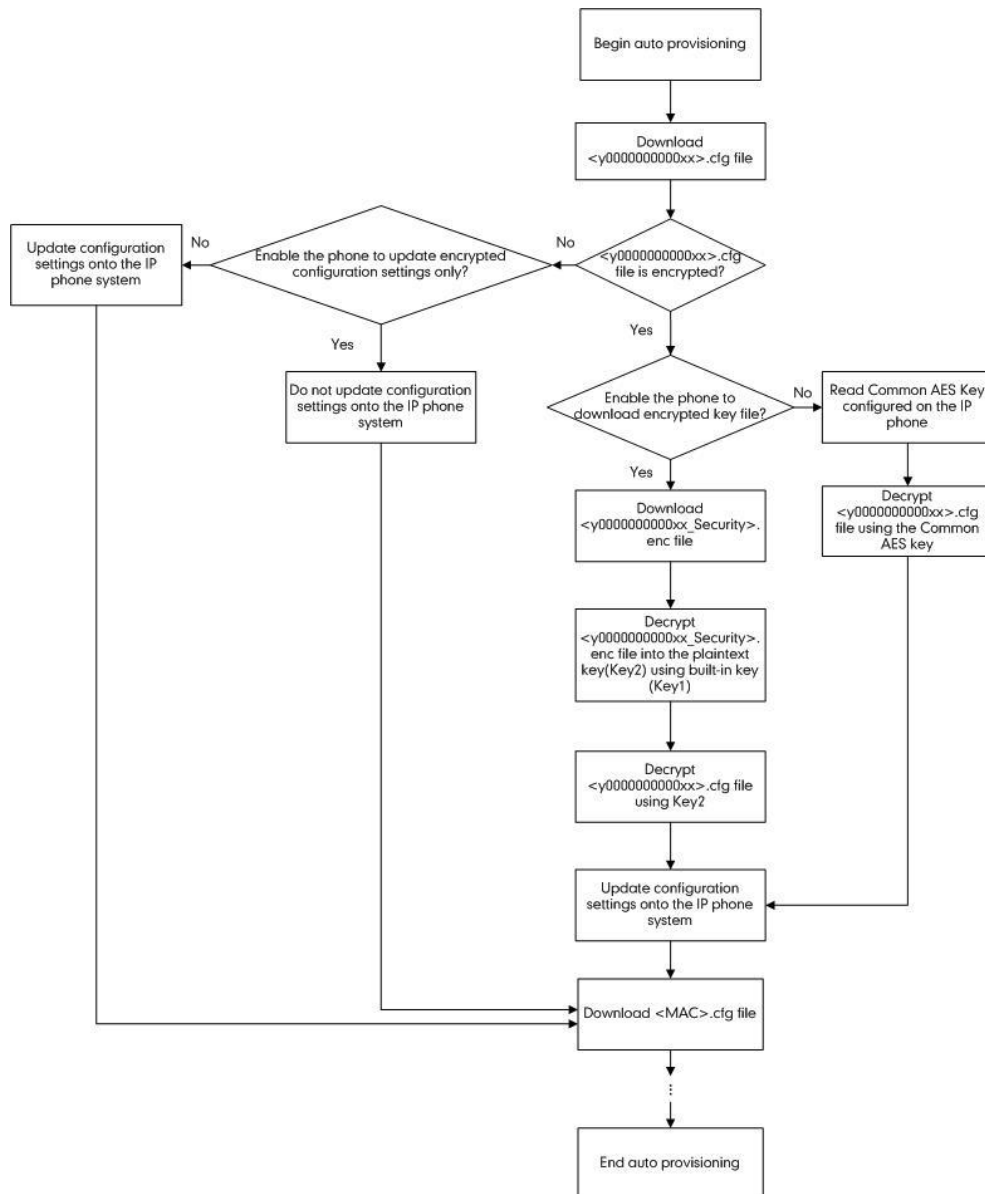 Begin auto provisioning
Download
<y0000000000xx>.cfg file
Update configuration
settings onto the IP
phone system
No
Enable the phone to update encrypted
configuration settings only?
No
<y0000000000xx>.cfg
file is encrypted?
Yes
Yes
Do not update configuration
settings onto the IP phone
system
Enable the phone to
download encrypted key file?
No
Read Common AES Key
configured on the IP
phone
Yes
Download
<y0000000000xx_Security>.
enc file
Decrypt
<y0000000000xx>.cfg
file using the Common
AES key
Decrypt
<y0000000000xx_Security>.
enc file into the plaintext
key(Key2) using built-in key
(Key1)
Decrypt
<y0000000000xx>.cfg file
using Key2
Update configuration
settings onto the IP phone
system
Download <MAC>.cfg file
...
End auto provisioning